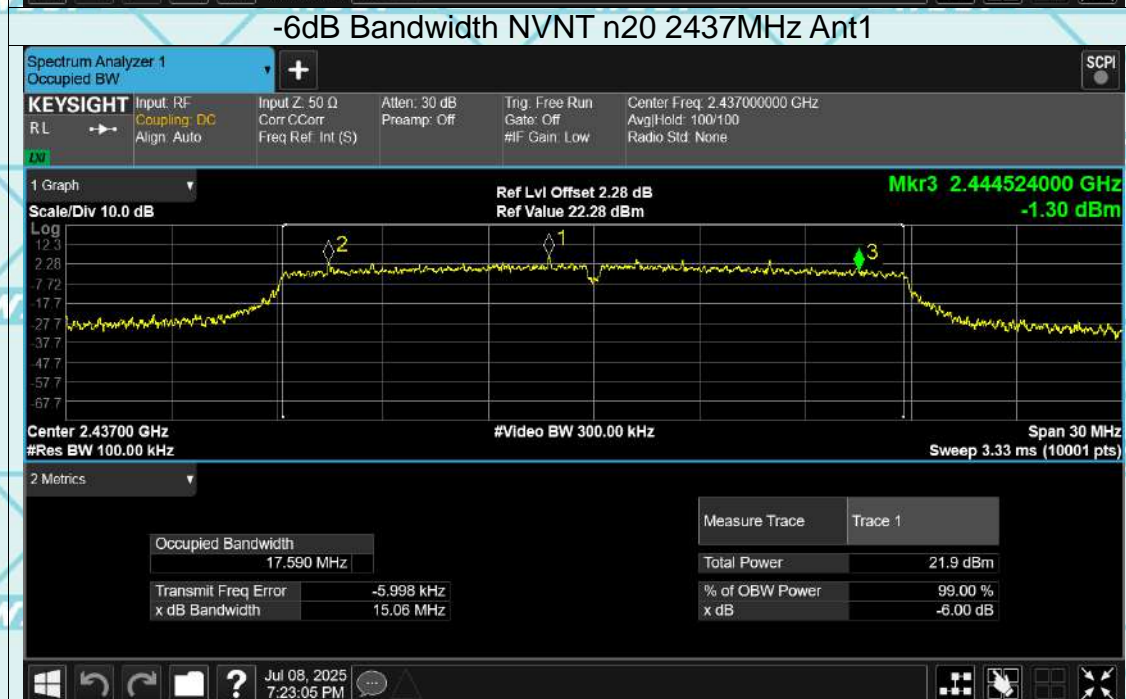 -6dB Bandwidth NVNT n20 2437MHz Ant1
Spectrum Analyzer 1
Occupied BW
SCPI
KEYSIGHT
RL
LXI
Input: RF
Coupling: DC
Align: Auto
Input Z: 50 Ω
Corr CCorr
Freq Ref: Int (S)
Atten: 30 dB
Preamp: Off
Trig: Free Run
Gate: Off
#IF Gain: Low
Center Freq: 2.437000000 GHz
Avg|Hold: 100/100
Radio Std: None
1 Graph
Scale/Div 10.0 dB
Ref Lvl Offset 2.28 dB
Ref Value 22.28 dBm
Mkr3 2.444524000 GHz
-1.30 dBm
Log
12.3
2.28
-7.72
-17.7
-27.7
-37.7
-47.7
-57.7
-67.7
2
1
3
Center 2.43700 GHz
#Video BW 300.00 kHz
Span 30 MHz
#Res BW 100.00 kHz
Sweep 3.33 ms (10001 pts)
2 Metrics
Measure Trace Trace 1
Occupied Bandwidth
17.590 MHz
Total Power 21.9 dBm
Transmit Freq Error -5.998 kHz
% of OBW Power 99.00 %
x dB Bandwidth 15.06 MHz
x dB -6.00 dB
?
Jul 08, 2025
7:23:05 PM